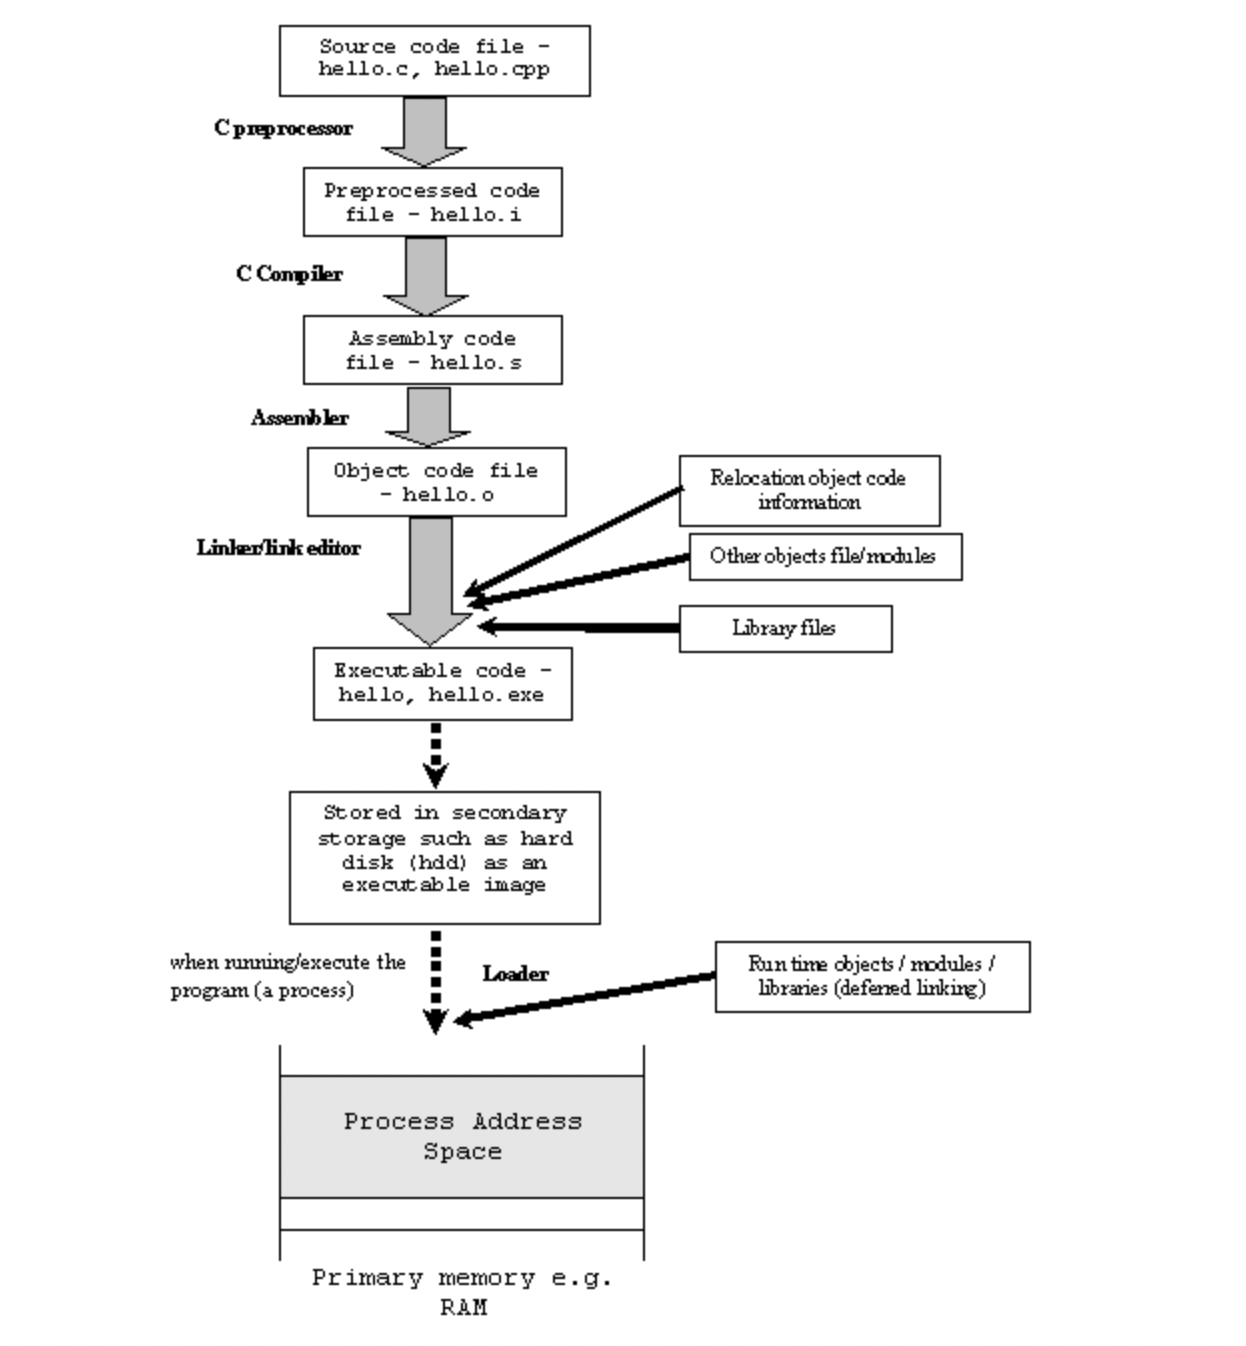 Source code file -
hello.c, hello.cpp
C preprocessor
Preprocessed code
file - hello.i
C Compiler
Assembly code
file - hello.s
Assembler
Object code file
- hello.o
Relocation object code
information
Linker/link editor
Other objects file/modules
Library files
Executable code -
hello, hello.exe
Stored in secondary
storage such as hard
disk (hdd) as an
executable image
when running/execute the
program (a process)
Loader
Run time objects / modules /
libraries (deferred linking)
Process Address
Space
Primary memory e.g.
RAM